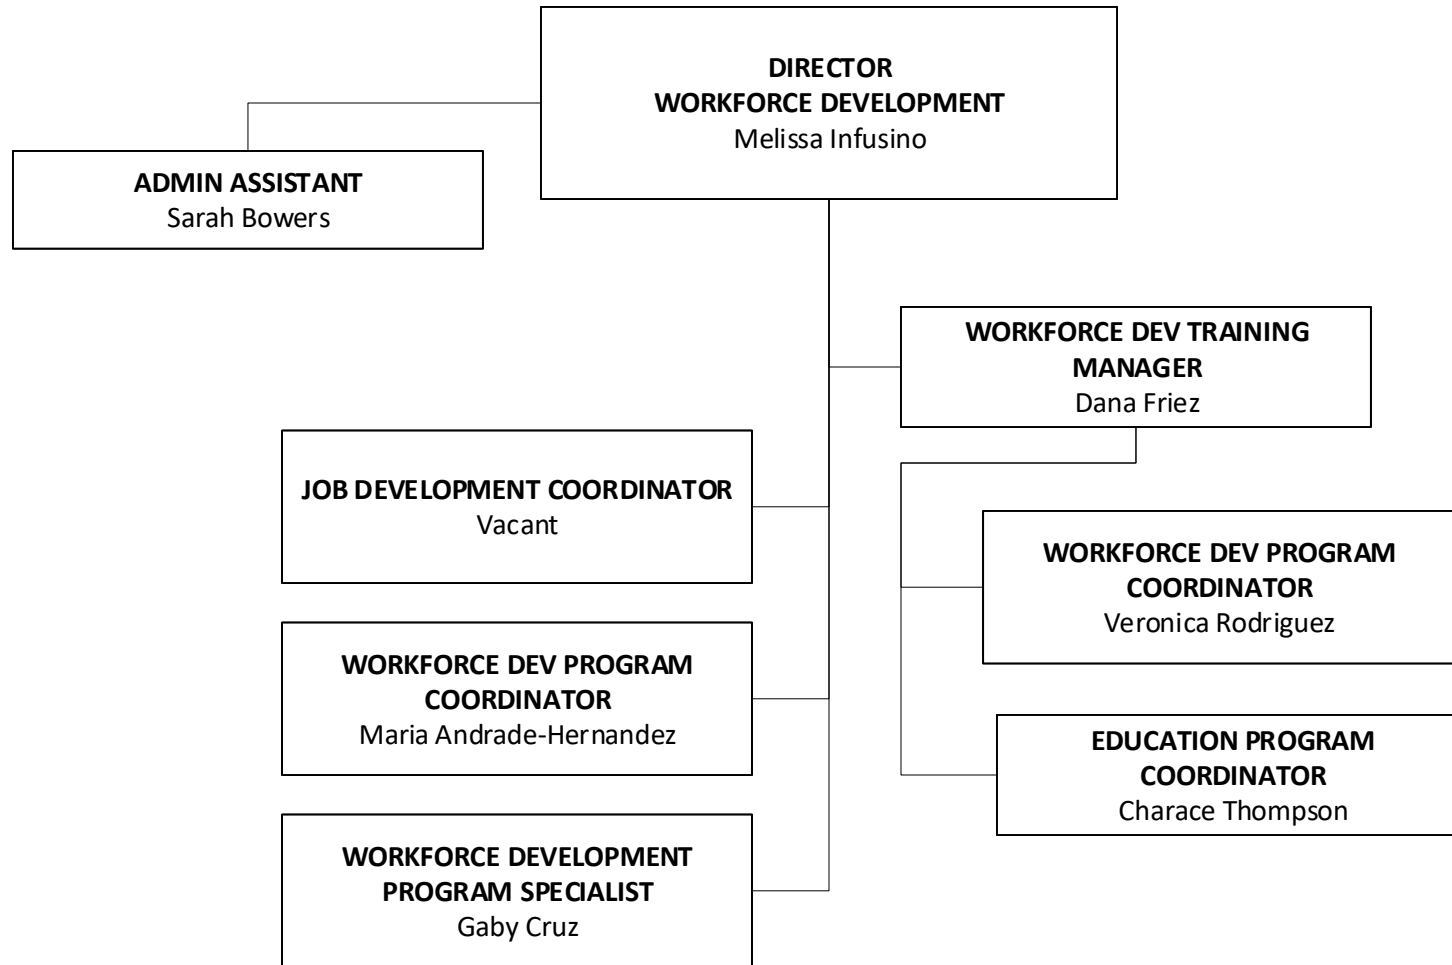 DIRECTOR
WORKFORCE DEVELOPMENT
Melissa Infusino
ADMIN ASSISTANT
Sarah Bowers
WORKFORCE DEV TRAINING
MANAGER
Dana Friez
JOB DEVELOPMENT COORDINATOR
Vacant
WORKFORCE DEV PROGRAM
COORDINATOR
Veronica Rodriguez
WORKFORCE DEV PROGRAM
COORDINATOR
Maria Andrade-Hernandez
EDUCATION PROGRAM
COORDINATOR
Charace Thompson
WORKFORCE DEVELOPMENT
PROGRAM SPECIALIST
Gaby Cruz